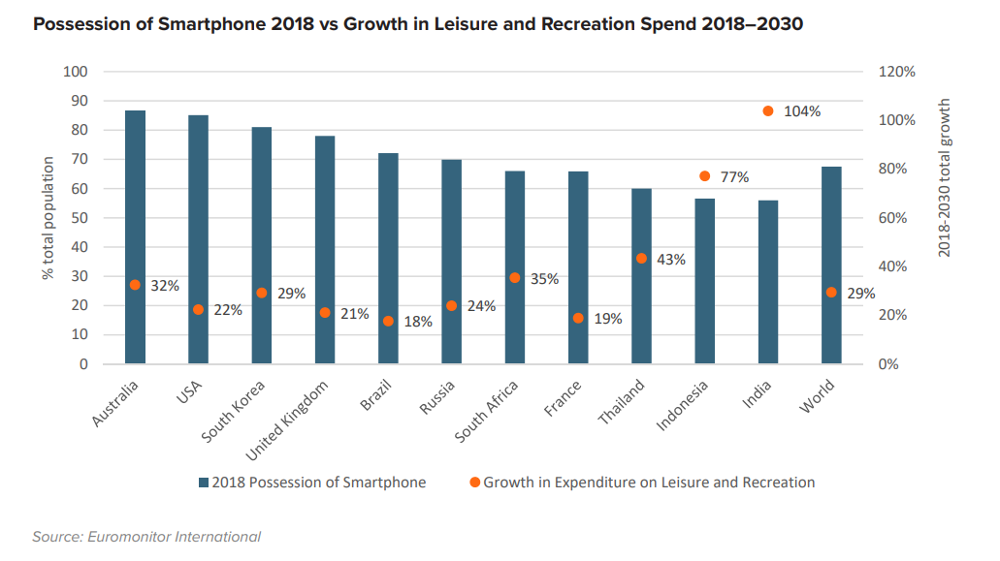 Possession of Smartphone 2018 vs Growth in Leisure and Recreation Spend 2018–2030
100
90
80
70
60
50
40
30
20
10
0
% total population
120%
100%
80%
60%
40%
20%
0%
2018-2030 total growth
32%
22%
29%
21%
18%
24%
35%
19%
43%
77%
104%
29%
Australia
USA
South Korea
United Kingdom
Brazil
Russia
South Africa
France
Thailand
Indonesia
India
World
2018 Possession of Smartphone
Growth in Expenditure on Leisure and Recreation
Source: Euromonitor International